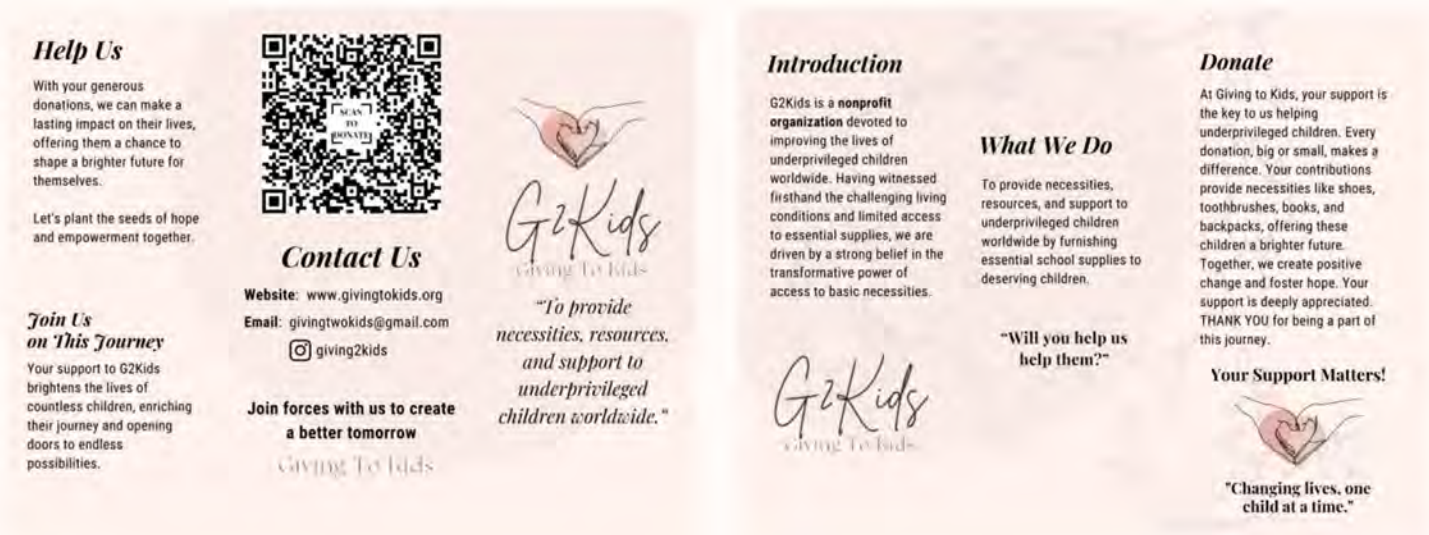 Help Us
With your generous
donations, we can make a
lasting impact on their lives,
offering them a chance to
shape a brighter future for
themselves.
Let's plant the seeds of hope
and empowerment together.
Join Us
on This Journey
Your support to G2Kids
brightens the lives of
countless children, enriching
their journey and opening
doors to endless
possibilities.
SCAN
TO
DONATE
Contact Us
Website: www.givingtokids.org
Email: givingtwokids@gmail.com
giving2kids
Join forces with us to create
a better tomorrow
Giving To Kids
G2Kids
Giving To Kids
"To provide
necessities, resources,
and support to
underprivileged
children worldwide."
Introduction
G2Kids is a nonprofit
organization devoted to
improving the lives of
underprivileged children
worldwide. Having witnessed
firsthand the challenging living
conditions and limited access
to essential supplies, we are
driven by a strong belief in the
transformative power of
access to basic necessities.
G2Kids
Giving To Kids
What We Do
To provide necessities,
resources, and support to
underprivileged children
worldwide by furnishing
essential school supplies to
deserving children.
"Will you help us
help them?"
Donate
At Giving to Kids, your support is
the key to us helping
underprivileged children. Every
donation, big or small, makes a
difference. Your contributions
provide necessities like shoes,
toothbrushes, books, and
backpacks, offering these
children a brighter future.
Together, we create positive
change and foster hope. Your
support is deeply appreciated.
THANK YOU for being a part of
this journey.
Your Support Matters!
"Changing lives, one
child at a time."